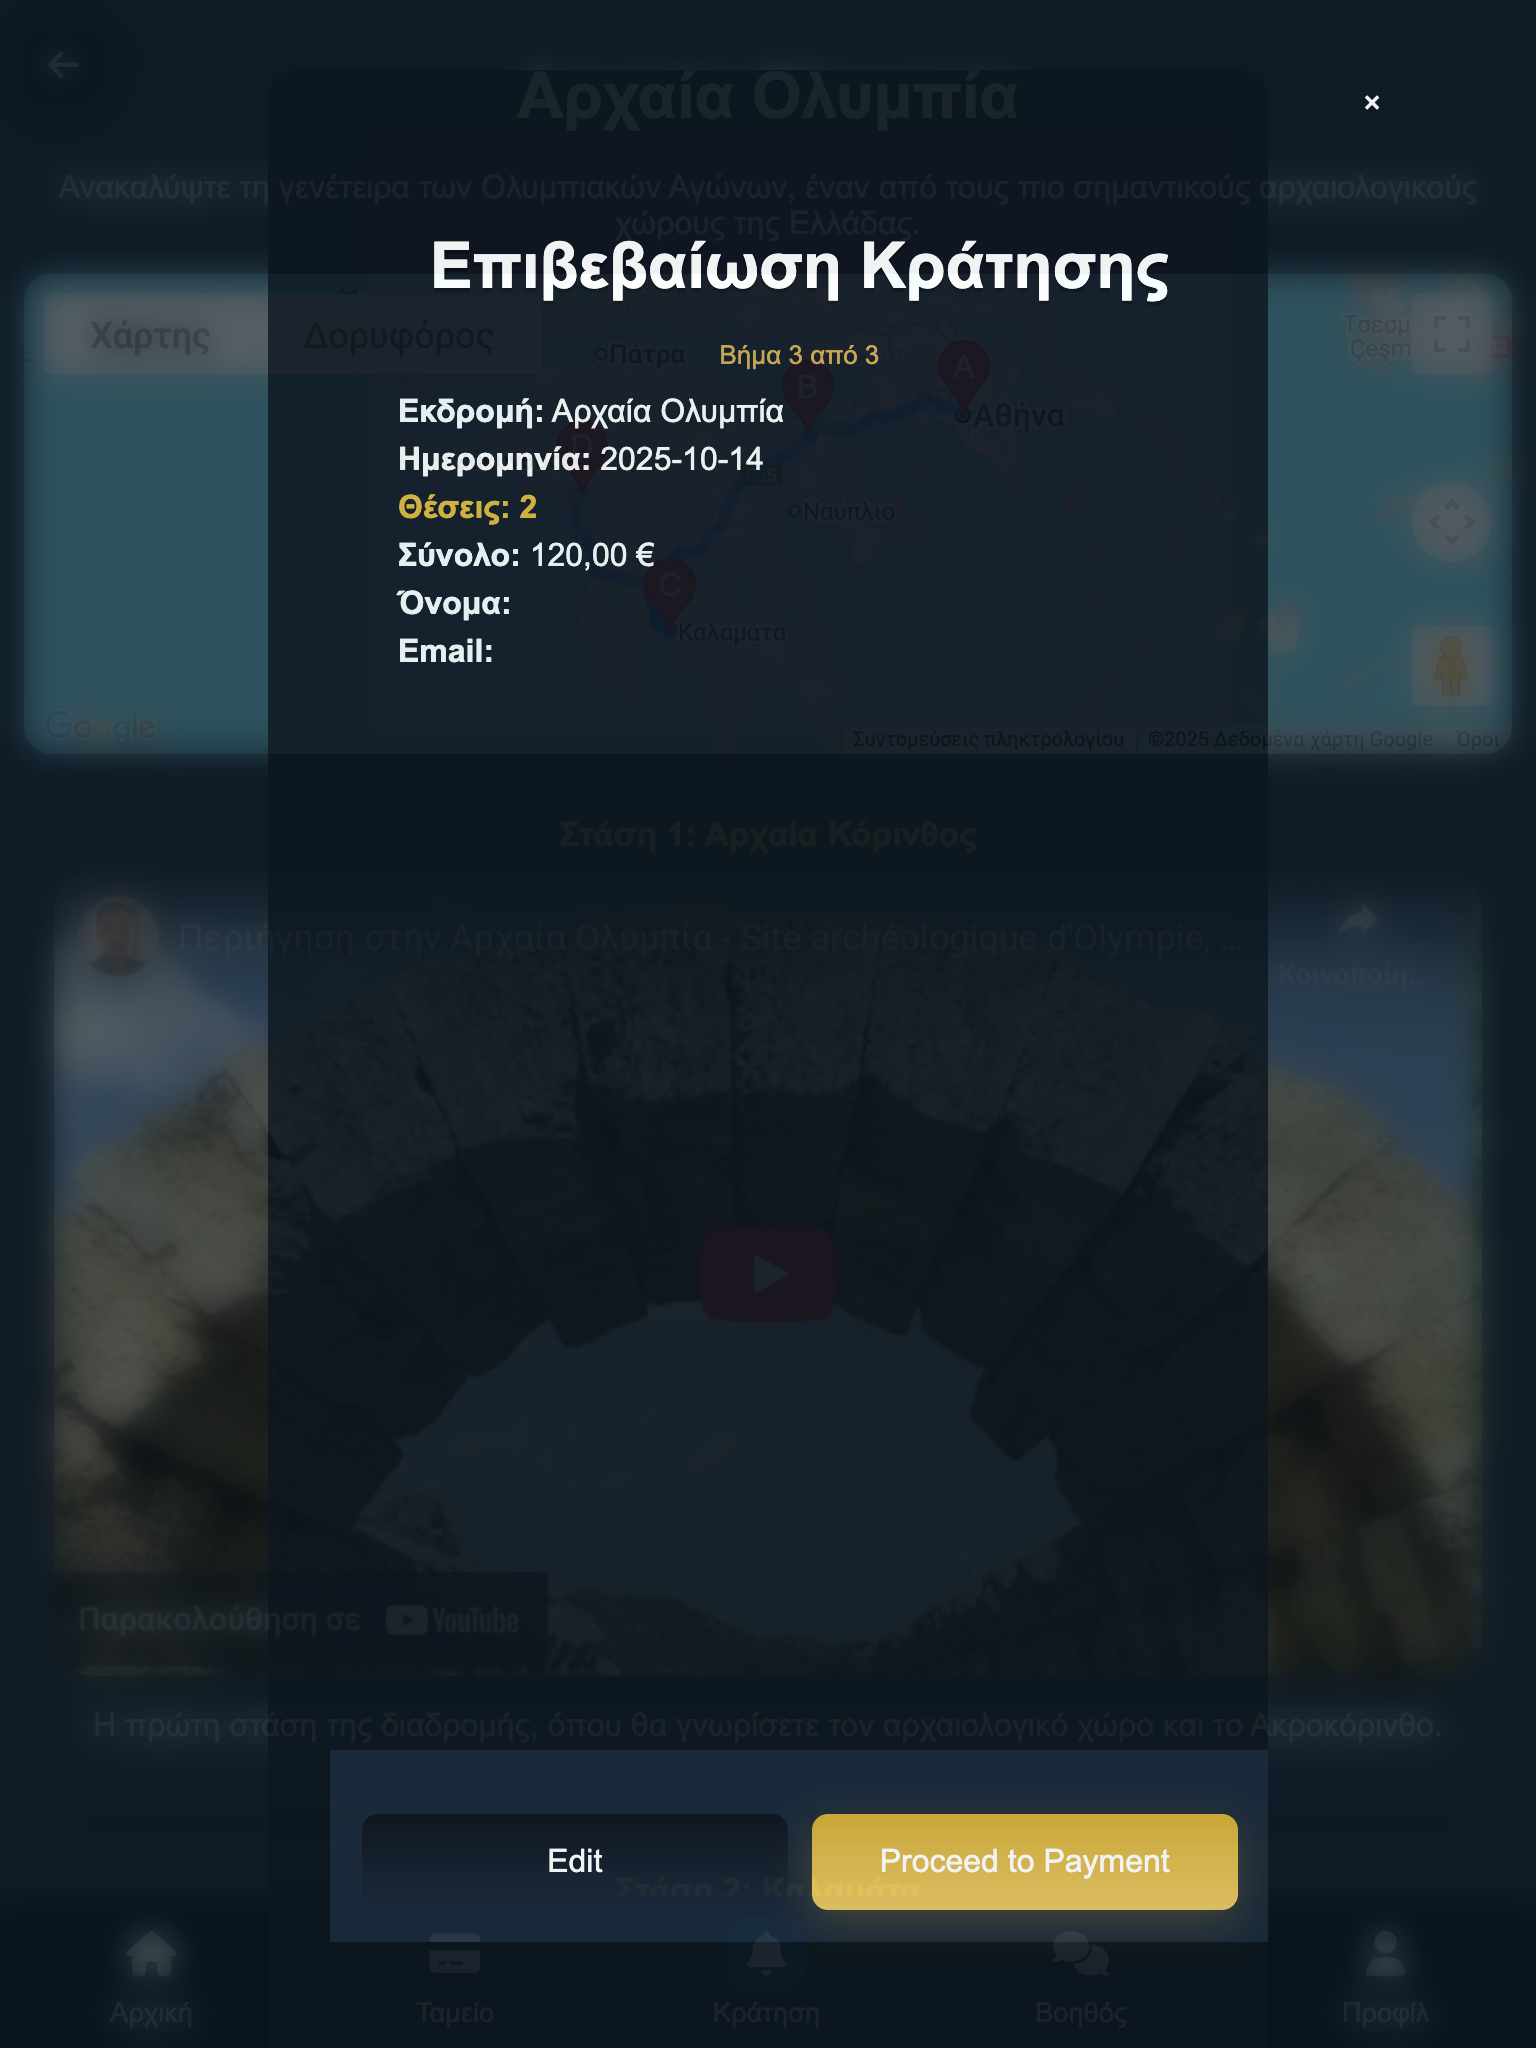 Αρχαία Ολυμπία
×
Ανακαλύψτε τη γενέτειρα των Ολυμπιακών Αγώνων, έναν από τους πιο σημαντικούς αρχαιολογικούς
χώρους της Ελλάδας.
Επιβεβαίωση Κράτησης
Χάρτης
Δορυφόρος
Τσεσμ
Çeşm
Πάτρα
Βήμα 3 από 3
A
B
Αθήνα
Εκδρομή: Αρχαία Ολυμπία
D
Ημερομηνία: 2025-10-14
Θέσεις: 2
Ναύπλιο
Σύνολο: 120,00 €
C
Όνομα:
Καλαμάτα
Email:
Google
Συντομεύσεις πληκτρολογίου
©2025 Δεδομένα χάρτη Google
Όροι
Στάση 1: Αρχαία Κόρινθος
Περιήγηση στην Αρχαία Ολυμπία - Site archéologique d'Olympie, ...
Κοινοποίη...
Παρακολούθηση σε YouTube
Η πρώτη στάση της διαδρομής, όπου θα γνωρίσετε τον αρχαιολογικό χώρο και το Ακροκόρινθο.
Edit
Proceed to Payment
Στάση 2: Καλαμάτα
Αρχική
Ταμείο
Κράτηση
Βοηθός
Προφίλ